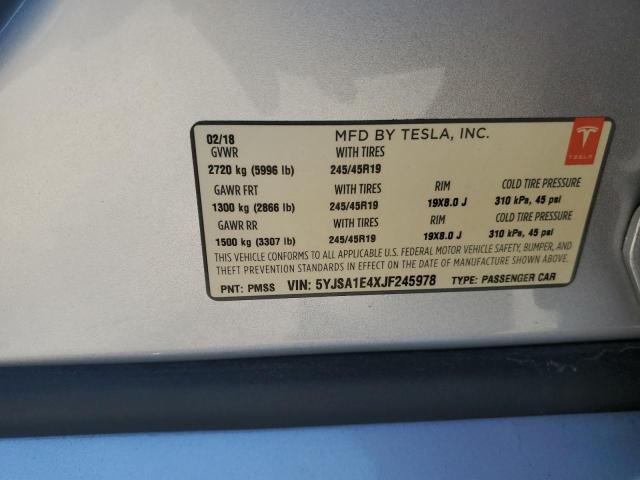 02/18 MFD BY TESLA, INC.
GVWR WITH TIRES
2720 kg (5996 lb) 245/45R19
TESLA
GAWR FRT WITH TIRES RIM COLD TIRE PRESSURE
1300 kg (2866 lb) 245/45R19 19X8.0 J 310 kPa, 45 psi
GAWR RR WITH TIRES RIM COLD TIRE PRESSURE
1500 kg (3307 lb) 245/45R19 19X8.0 J 310 kPa, 45 psi
THIS VEHICLE CONFORMS TO ALL APPLICABLE U.S. FEDERAL MOTOR VEHICLE SAFETY, BUMPER, AND
THEFT PREVENTION STANDARDS IN EFFECT ON THE DATE OF MANUFACTURE SHOWN ABOVE.
PNT: PMSS VIN: 5YJSA1E4XJF245978 TYPE: PASSENGER CAR